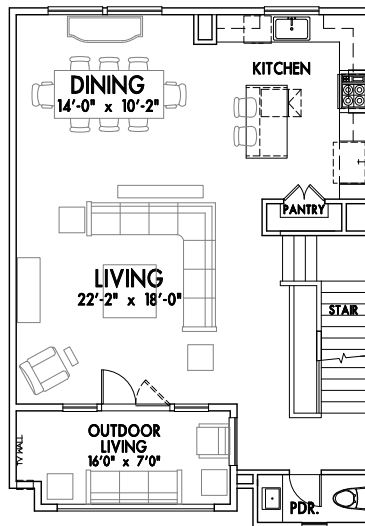 DINING
14'-0" x 10'-2"
KITCHEN
PANTRY
LIVING
22'-2" x 18'-0"
STAIR
OUTDOOR
LIVING
16'0" x 7'0"
TV WALL
PDR.